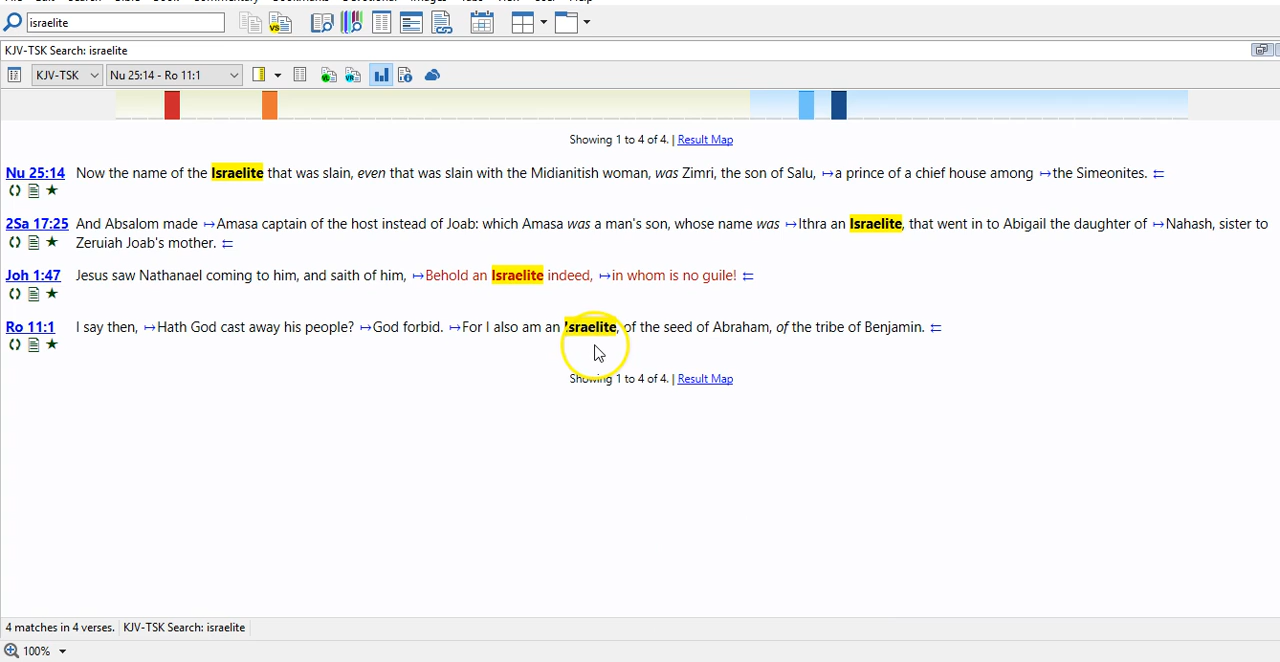 israelite
KJV-TSK Search: israelite
KJV-TSK Nu 25:14 - Ro 11:1
Showing 1 to 4 of 4. | Result Map
Nu 25:14 Now the name of the Israelite that was slain, even that was slain with the Midianitish woman, was Zimri, the son of Salu, ↦a prince of a chief house among ↦the Simeonites.
2Sa 17:25 And Absalom made ↦Amasa captain of the host instead of Joab: which Amasa was a man's son, whose name was ↦Ithra an Israelite, that went in to Abigail the daughter of ↦Nahash, sister to
Zeruiah Joab's mother.
Joh 1:47 Jesus saw Nathanael coming to him, and saith of him, ↦Behold an Israelite indeed, ↦in whom is no guile!
Ro 11:1 I say then, ↦Hath God cast away his people? ↦God forbid. ↦For I also am an Israelite, of the seed of Abraham, of the tribe of Benjamin.
Showing 1 to 4 of 4. | Result Map
4 matches in 4 verses. KJV-TSK Search: israelite
100%